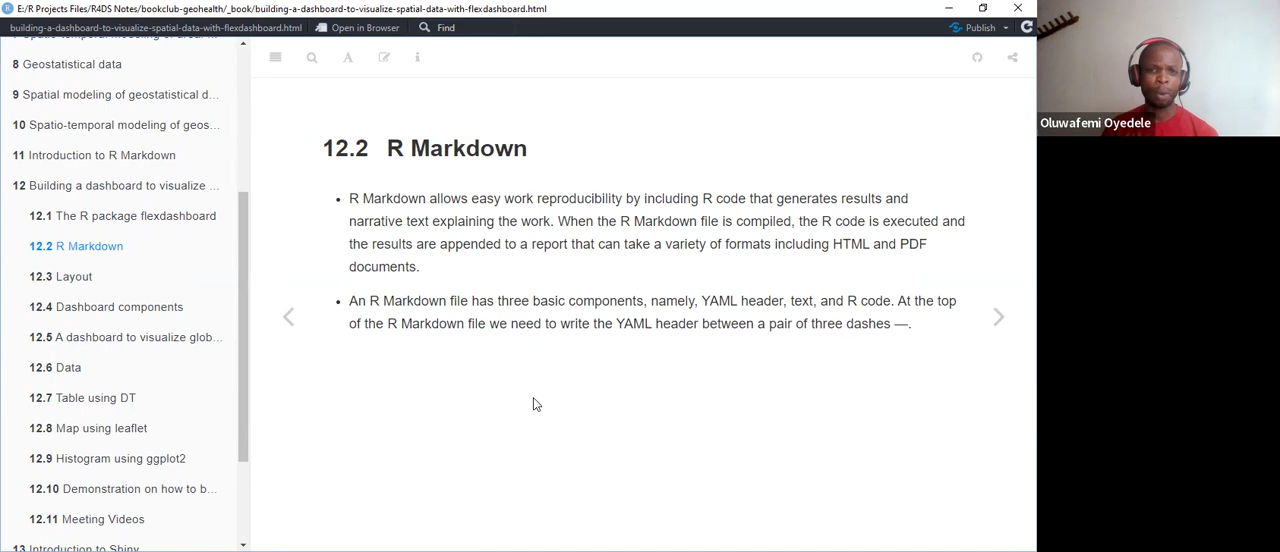 E:/R Projects Files/R4DS Notes/bookclub-geohealth/_book/building-a-dashboard-to-visualize-spatial-data-with-flexdashboard.html
building-a-dashboard-to-visualize-spatial-data-with-flexdashboard.html
Open in Browser
Find
Publish
8 Geostatistical data
9 Spatial modeling of geostatistical d...
10 Spatio-temporal modeling of geos...
11 Introduction to R Markdown
12 Building a dashboard to visualize ...
12.1 The R package flexdashboard
12.2 R Markdown
12.3 Layout
12.4 Dashboard components
12.5 A dashboard to visualize glob...
12.6 Data
12.7 Table using DT
12.8 Map using leaflet
12.9 Histogram using ggplot2
12.10 Demonstration on how to b...
12.11 Meeting Videos
13 Introduction to Shiny
12.2 R Markdown
• R Markdown allows easy work reproducibility by including R code that generates results and
narrative text explaining the work. When the R Markdown file is compiled, the R code is executed and
the results are appended to a report that can take a variety of formats including HTML and PDF
documents.
• An R Markdown file has three basic components, namely, YAML header, text, and R code. At the top
of the R Markdown file we need to write the YAML header between a pair of three dashes —.
Oluwafemi Oyedele